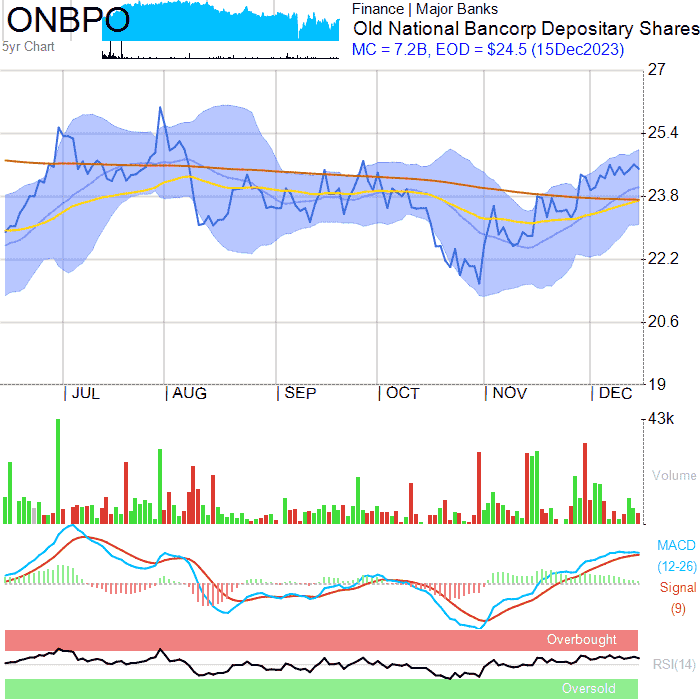 ONBPO
5yr Chart
Finance | Major Banks
Old National Bancorp Depositary Shares
MC = 7.2B, EOD = $24.5 (15Dec2023)
27
25.4
23.8
22.2
20.6
19
JUL
AUG
SEP
OCT
NOV
DEC
43k
Volume
MACD
(12-26)
Signal
(9)
Overbought
RSI(14)
Oversold